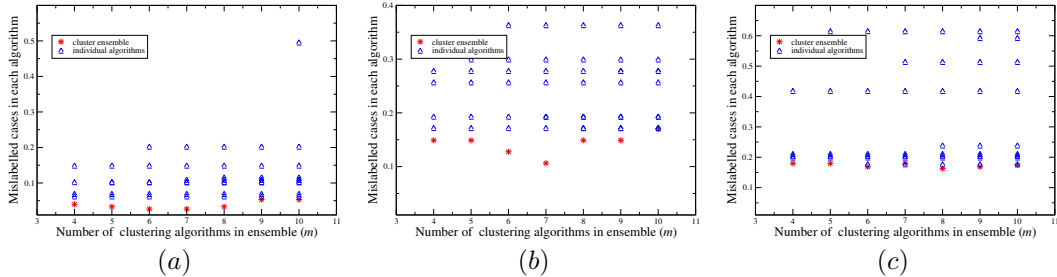 Mislabelled cases in each algorithm
0.5
0.4
0.3
0.2
0.1
cluster ensemble
individual algorithms
3 4 5 6 7 8 9 10 11
Number of clustering algorithms in ensemble (m)
(a)
Mislabelled cases in each algorithm
0.4
0.3
0.2
0.1
cluster ensemble
individual algorithms
3 4 5 6 7 8 9 10 11
Number of clustering algorithms in ensemble (m)
(b)
Mislabelled cases in each algorithm
0.6
0.5
0.4
0.3
0.2
0.1
cluster ensemble
individual algorithms
3 4 5 6 7 8 9 10 11
Number of clustering algorithms in ensemble (m)
(c)